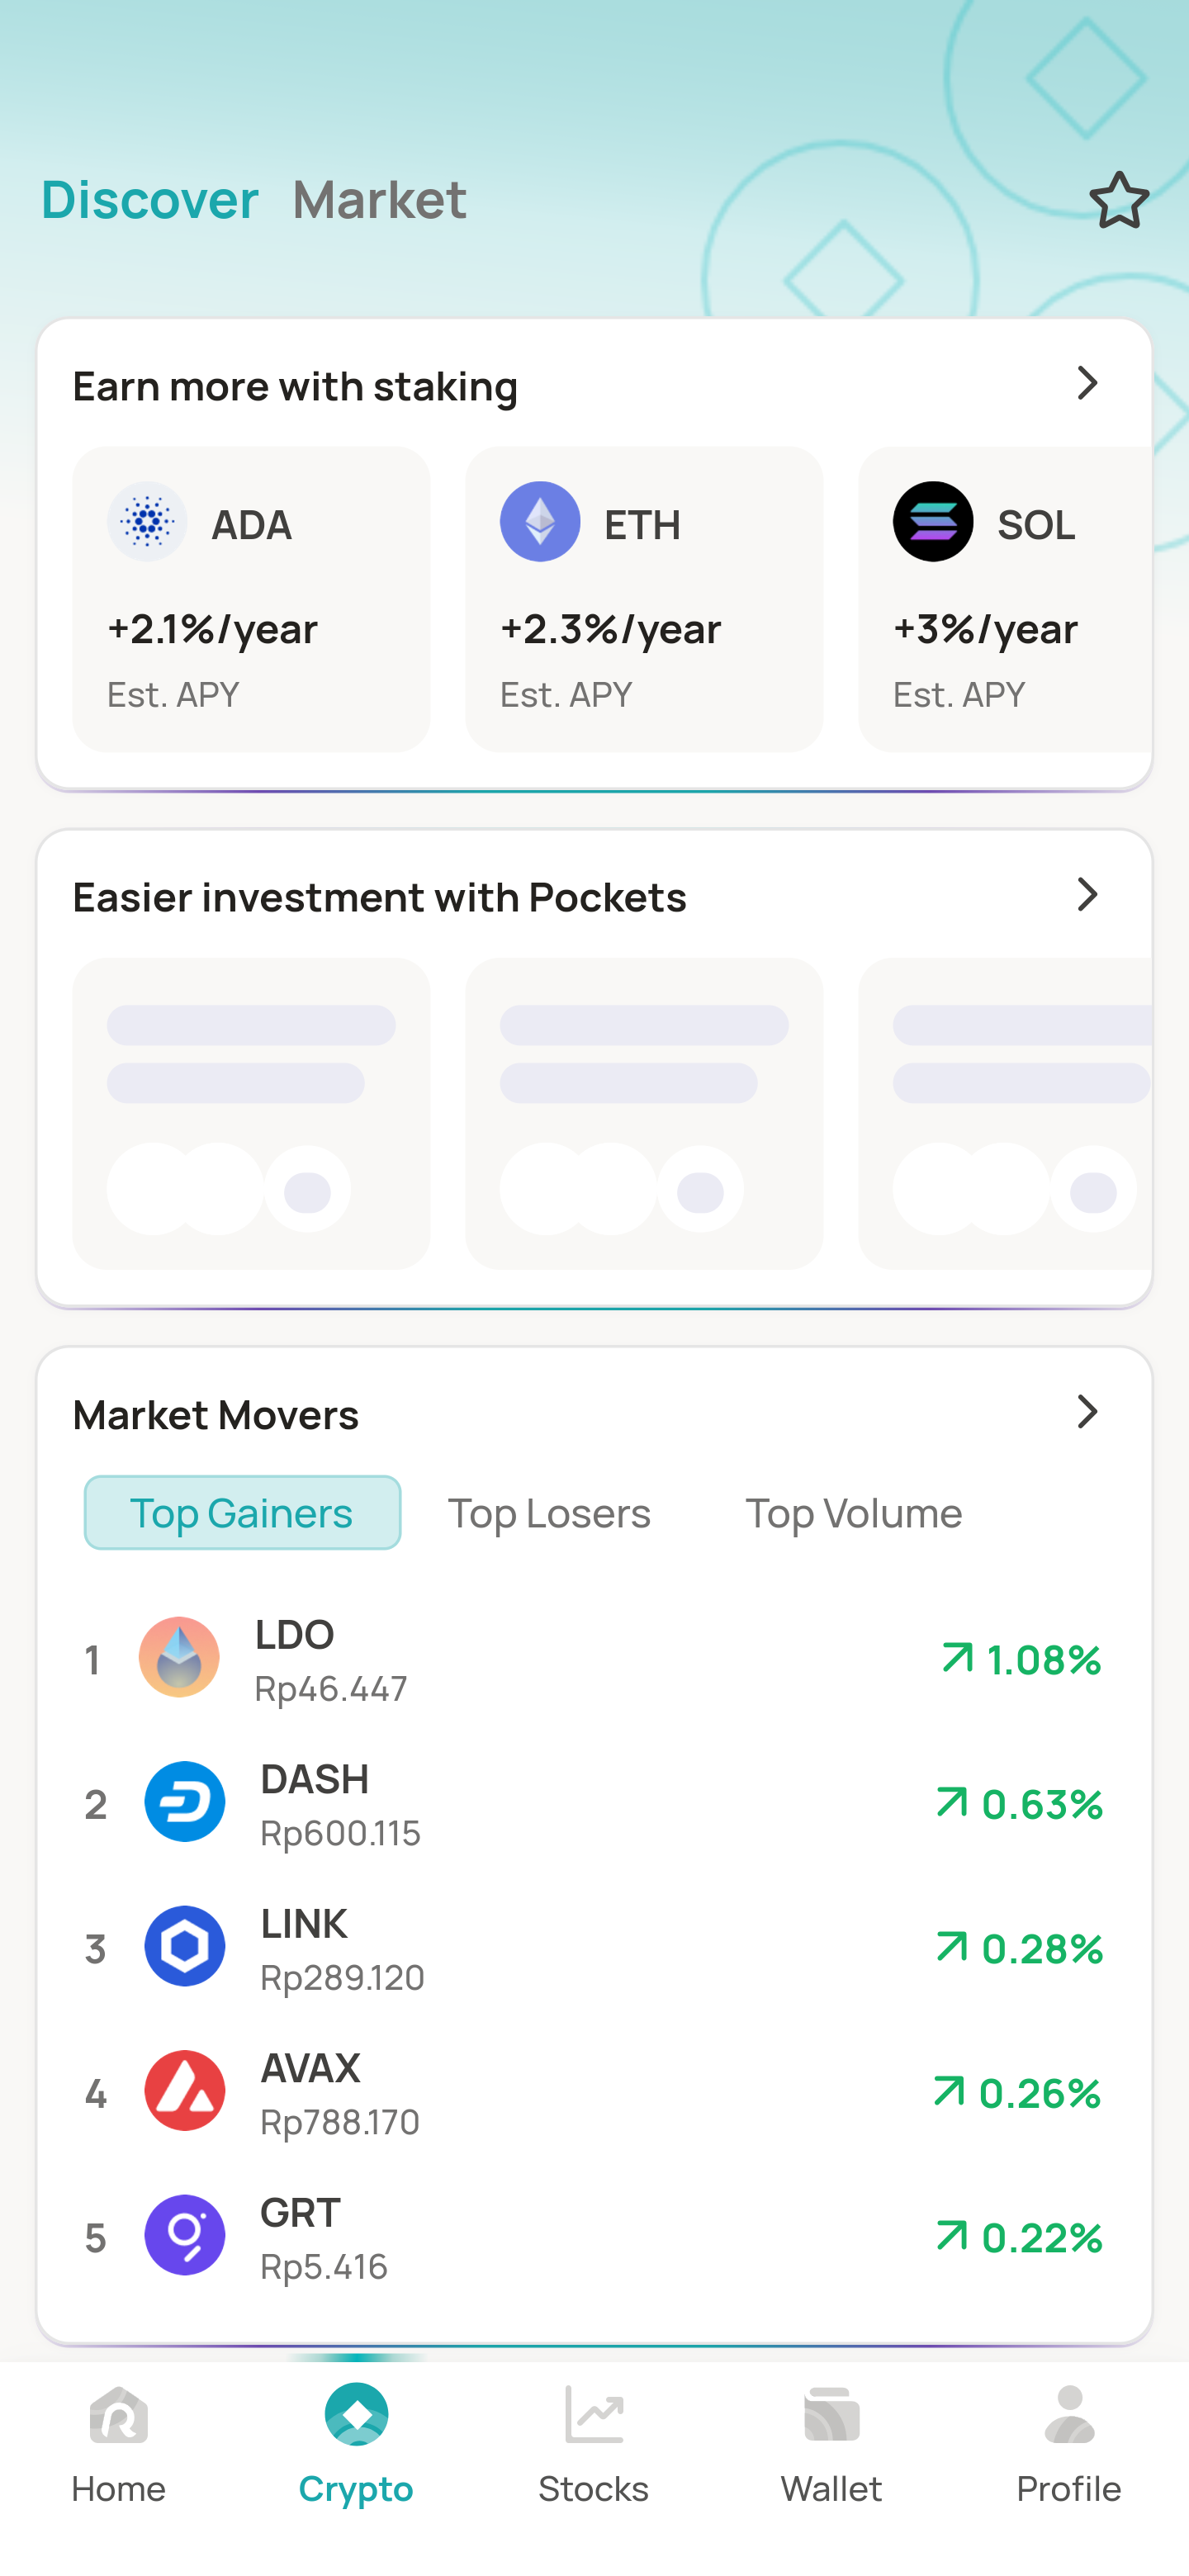 Discover Market
Earn more with staking
ADA ETH SOL
+2.1%/year +2.3%/year +3%/year
Est. APY Est. APY Est. APY
Easier investment with Pockets
Market Movers
Top Gainers Top Losers Top Volume
1 LDO 1.08%
Rp46.447
2 DASH 0.63%
Rp600.115
3 LINK 0.28%
Rp289.120
4 AVAX 0.26%
Rp788.170
5 GRT 0.22%
Rp5.416
Home Crypto Stocks Wallet Profile